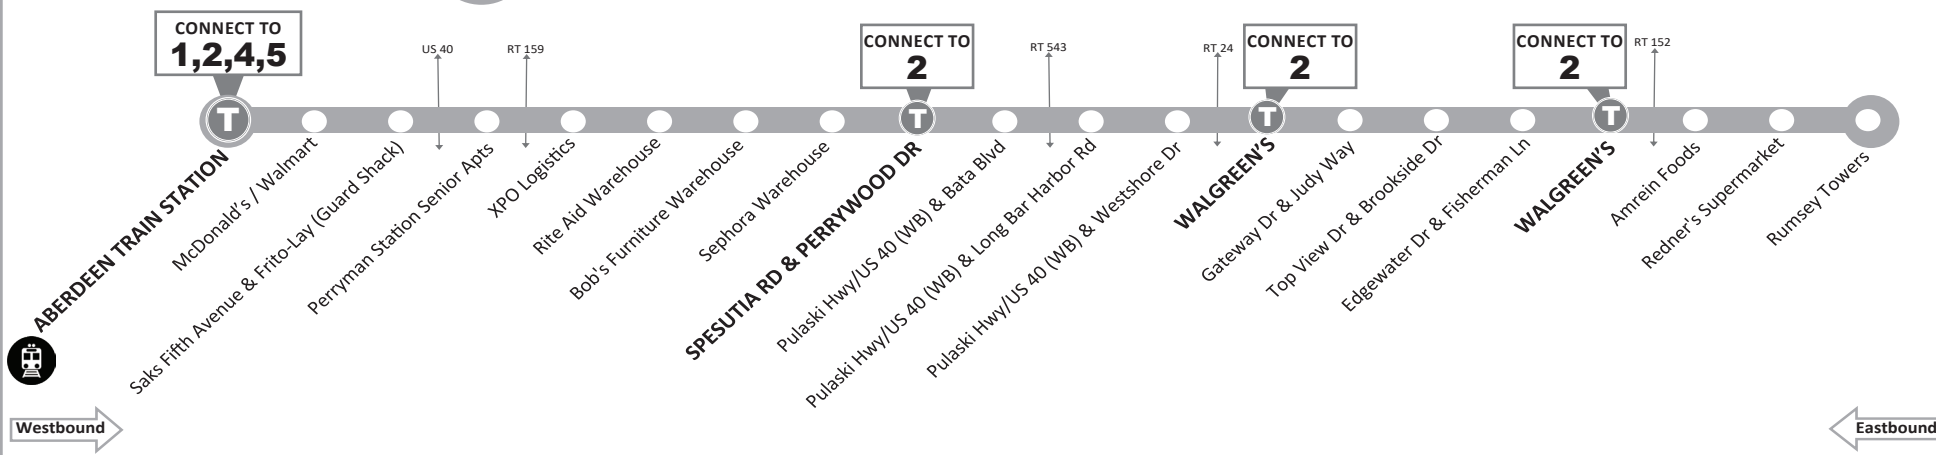 CONNECT TO
1,2,4,5
US 40
RT 159
CONNECT TO
2
RT 543
RT 24
CONNECT TO
2
CONNECT TO
2
RT 152
T
T
T
T
ABERDEEN TRAIN STATION
McDonald's / Walmart
Saks Fifth Avenue & Frito-Lay (Guard Shack)
Perryman Station Senior Apts
XPO Logistics
Rite Aid Warehouse
Bob's Furniture Warehouse
Sephora Warehouse
SPESUTIA RD & PERRYWOOD DR
Pulaski Hwy/US 40 (WB) & Bata Blvd
Pulaski Hwy/US 40 (WB) & Long Bar Harbor Rd
Pulaski Hwy/US 40 (WB) & Westshore Dr
WALGREEN'S
Gateway Dr & Judy Way
Top View Dr & Brookside Dr
Edgewater Dr & Fisherman Ln
WALGREEN'S
Amrein Foods
Redner's Supermarket
Rumsey Towers
Westbound
Eastbound